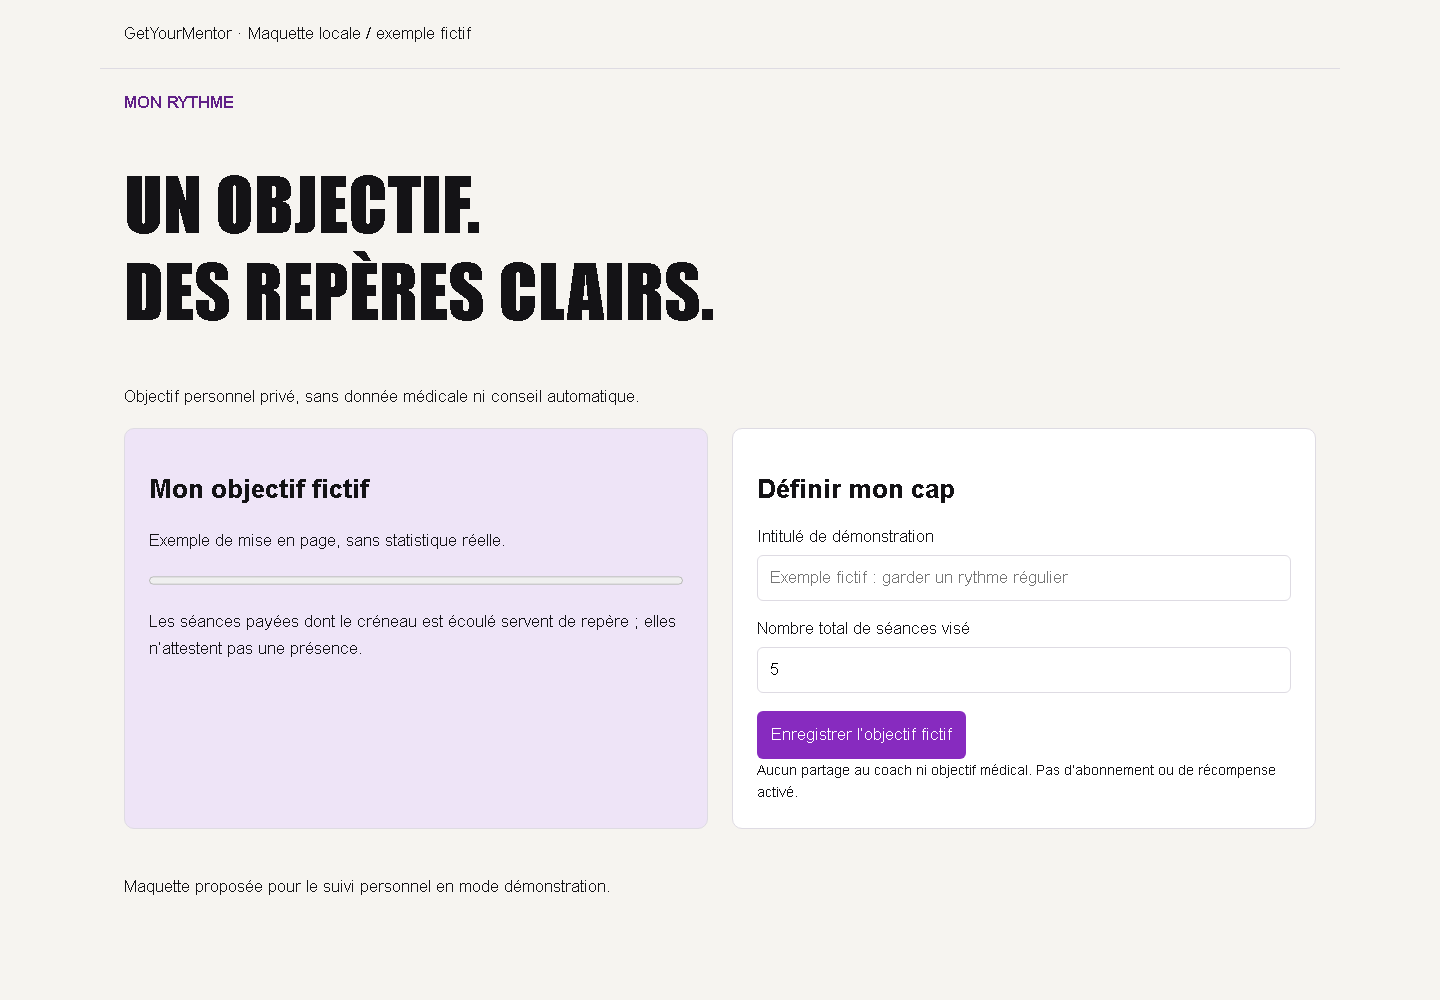 GetYourMentor · Maquette locale / exemple fictif
MON RYTHME
UN OBJECTIF.
DES REPÈRES CLAIRS.
Objectif personnel privé, sans donnée médicale ni conseil automatique.
Mon objectif fictif
Exemple de mise en page, sans statistique réelle.
Les séances payées dont le créneau est écoulé servent de repère ; elles
n'attestent pas une présence.
Définir mon cap
Intitulé de démonstration
Exemple fictif : garder un rythme régulier
Nombre total de séances visé
5
Enregistrer l'objectif fictif
Aucun partage au coach ni objectif médical. Pas d'abonnement ou de récompense
activé.
Maquette proposée pour le suivi personnel en mode démonstration.